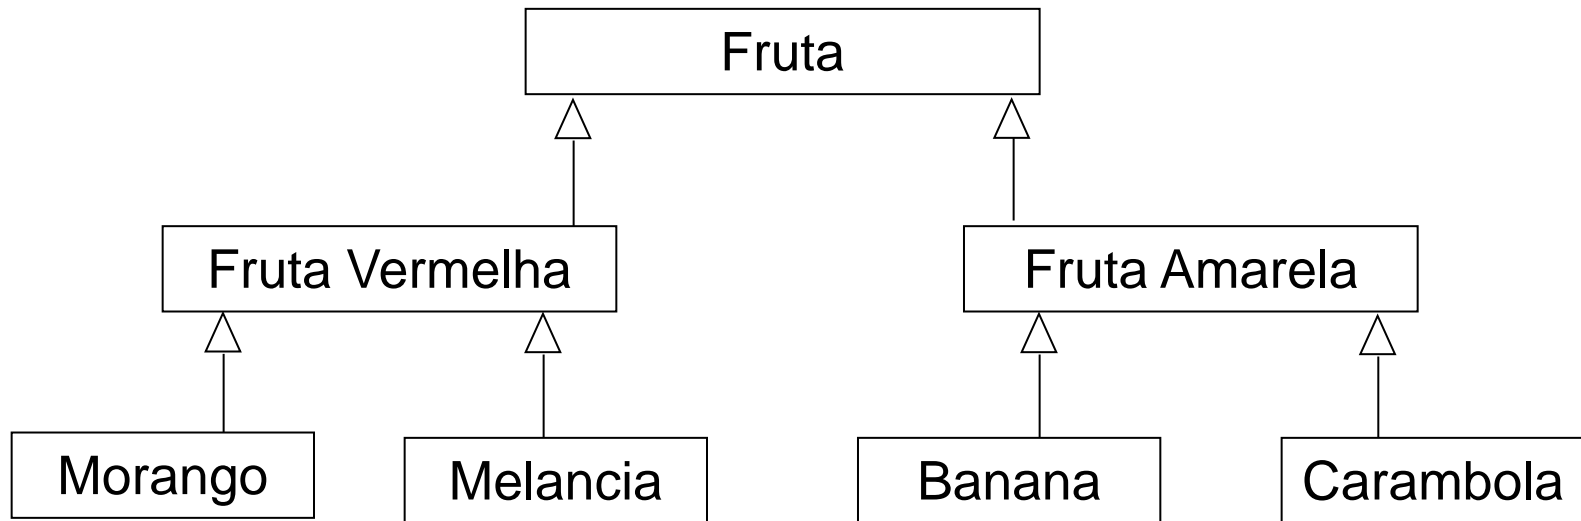 Fruta
Fruta Vermelha
Fruta Amarela
Morango
Melancia
Banana
Carambola